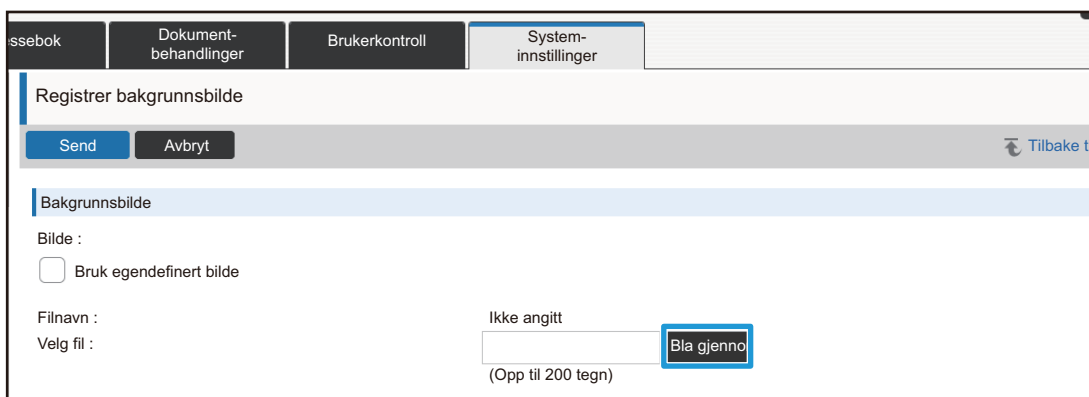 ssebok
Dokument-
behandlinger
Brukerkontroll
System-
innstillinger
Registrer bakgrunnsbilde
Send
Avbryt
Tilbake t
Bakgrunnsbilde
Bilde :
Bruk egendefinert bilde
Filnavn :
Ikke angitt
Velg fil :
Bla gjenno
(Opp til 200 tegn)